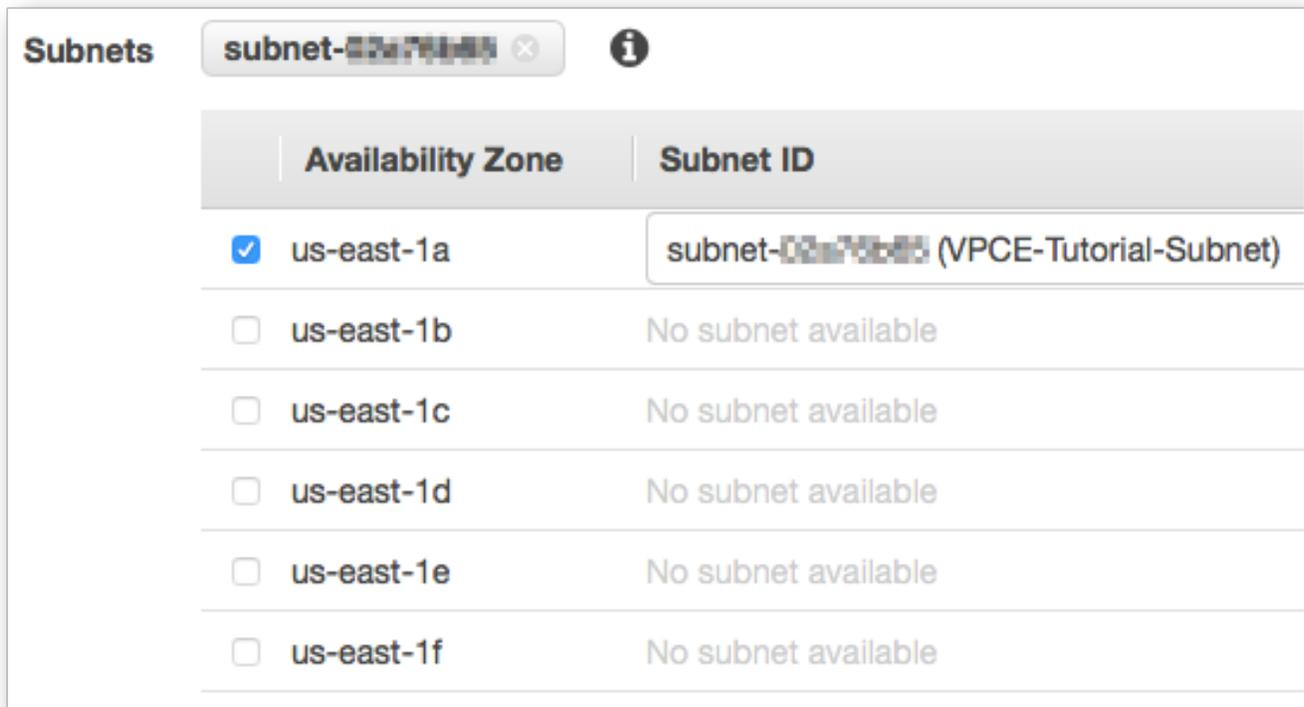 Subnets subnet-
Availability Zone Subnet ID
us-east-1a subnet- (VPCE-Tutorial-Subnet)
us-east-1b No subnet available
us-east-1c No subnet available
us-east-1d No subnet available
us-east-1e No subnet available
us-east-1f No subnet available